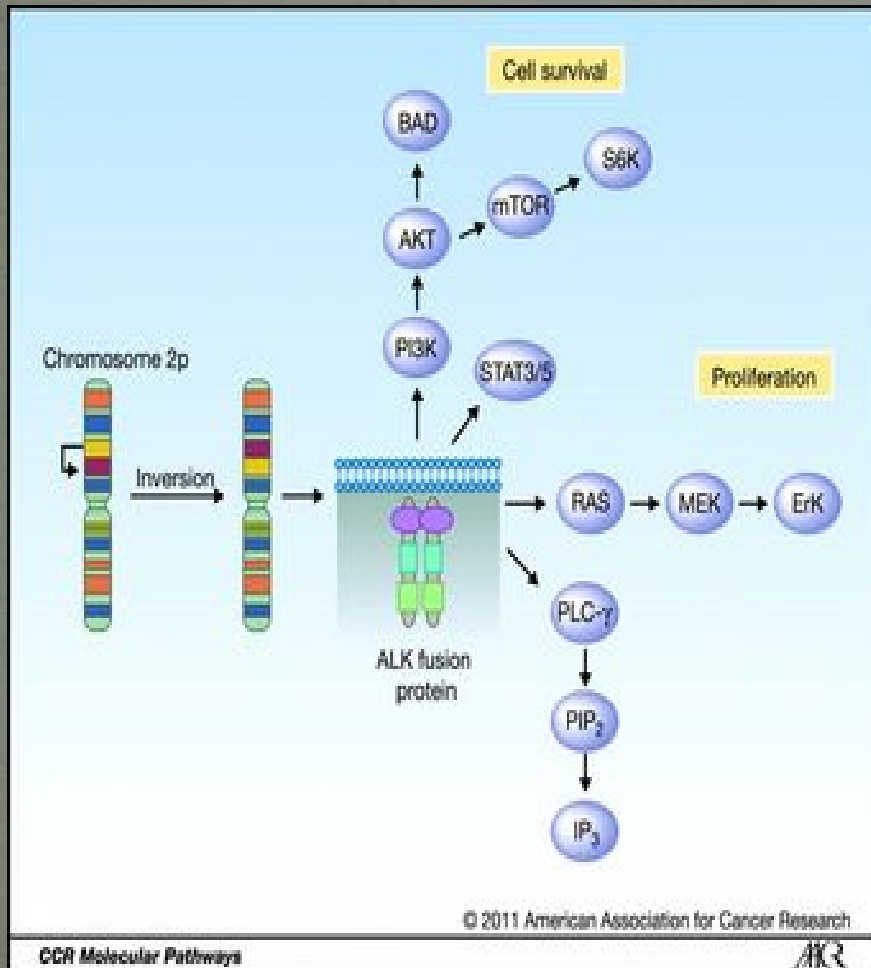 Cell survival
BAD
S6K
mTOR
AKT
PI3K
STAT3/5
Chromosome 2p
Proliferation
Inversion
RAS
MEK
ErK
PLC-γ
ALK fusion
protein
PIP₂
IP₃
© 2011 American Association for Cancer Research
CCR Molecular Pathways
AACR